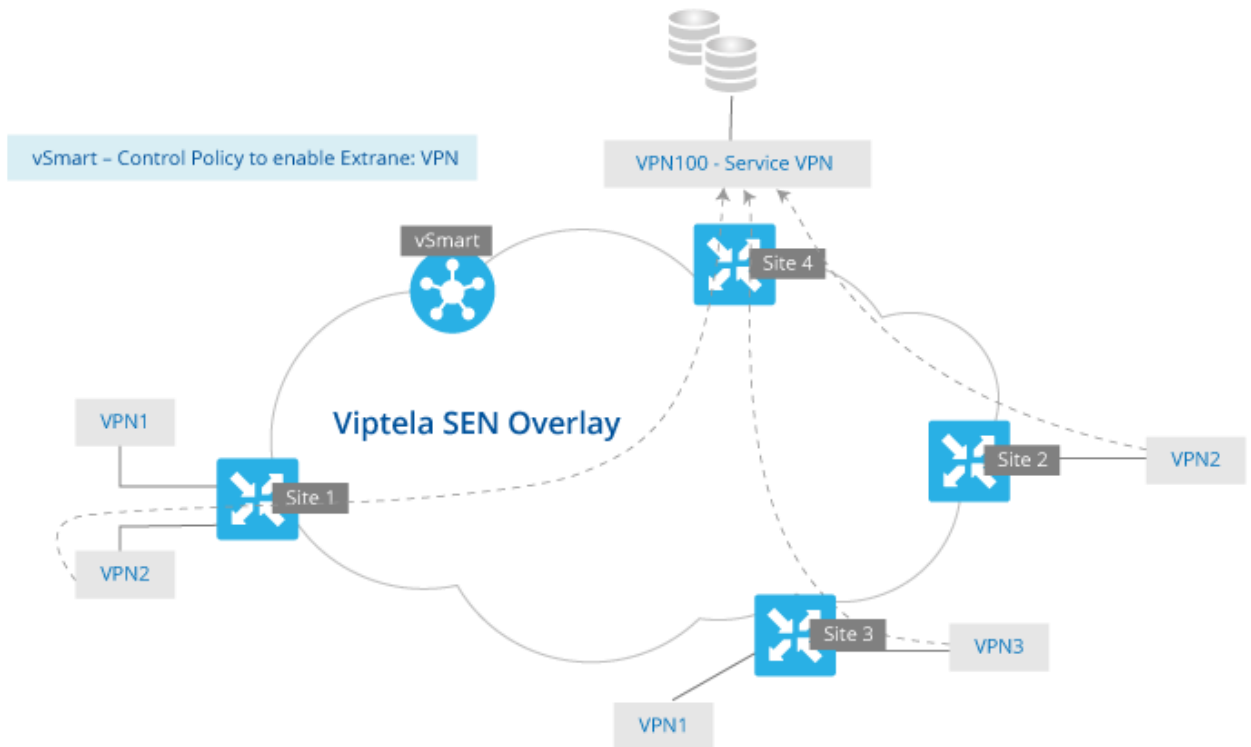 vSmart – Control Policy to enable Extrane: VPN
VPN100 - Service VPN
vSmart
Site 4
VPN1
Viptela SEN Overlay
Site 1
Site 2
VPN2
VPN2
Site 3
VPN3
VPN1